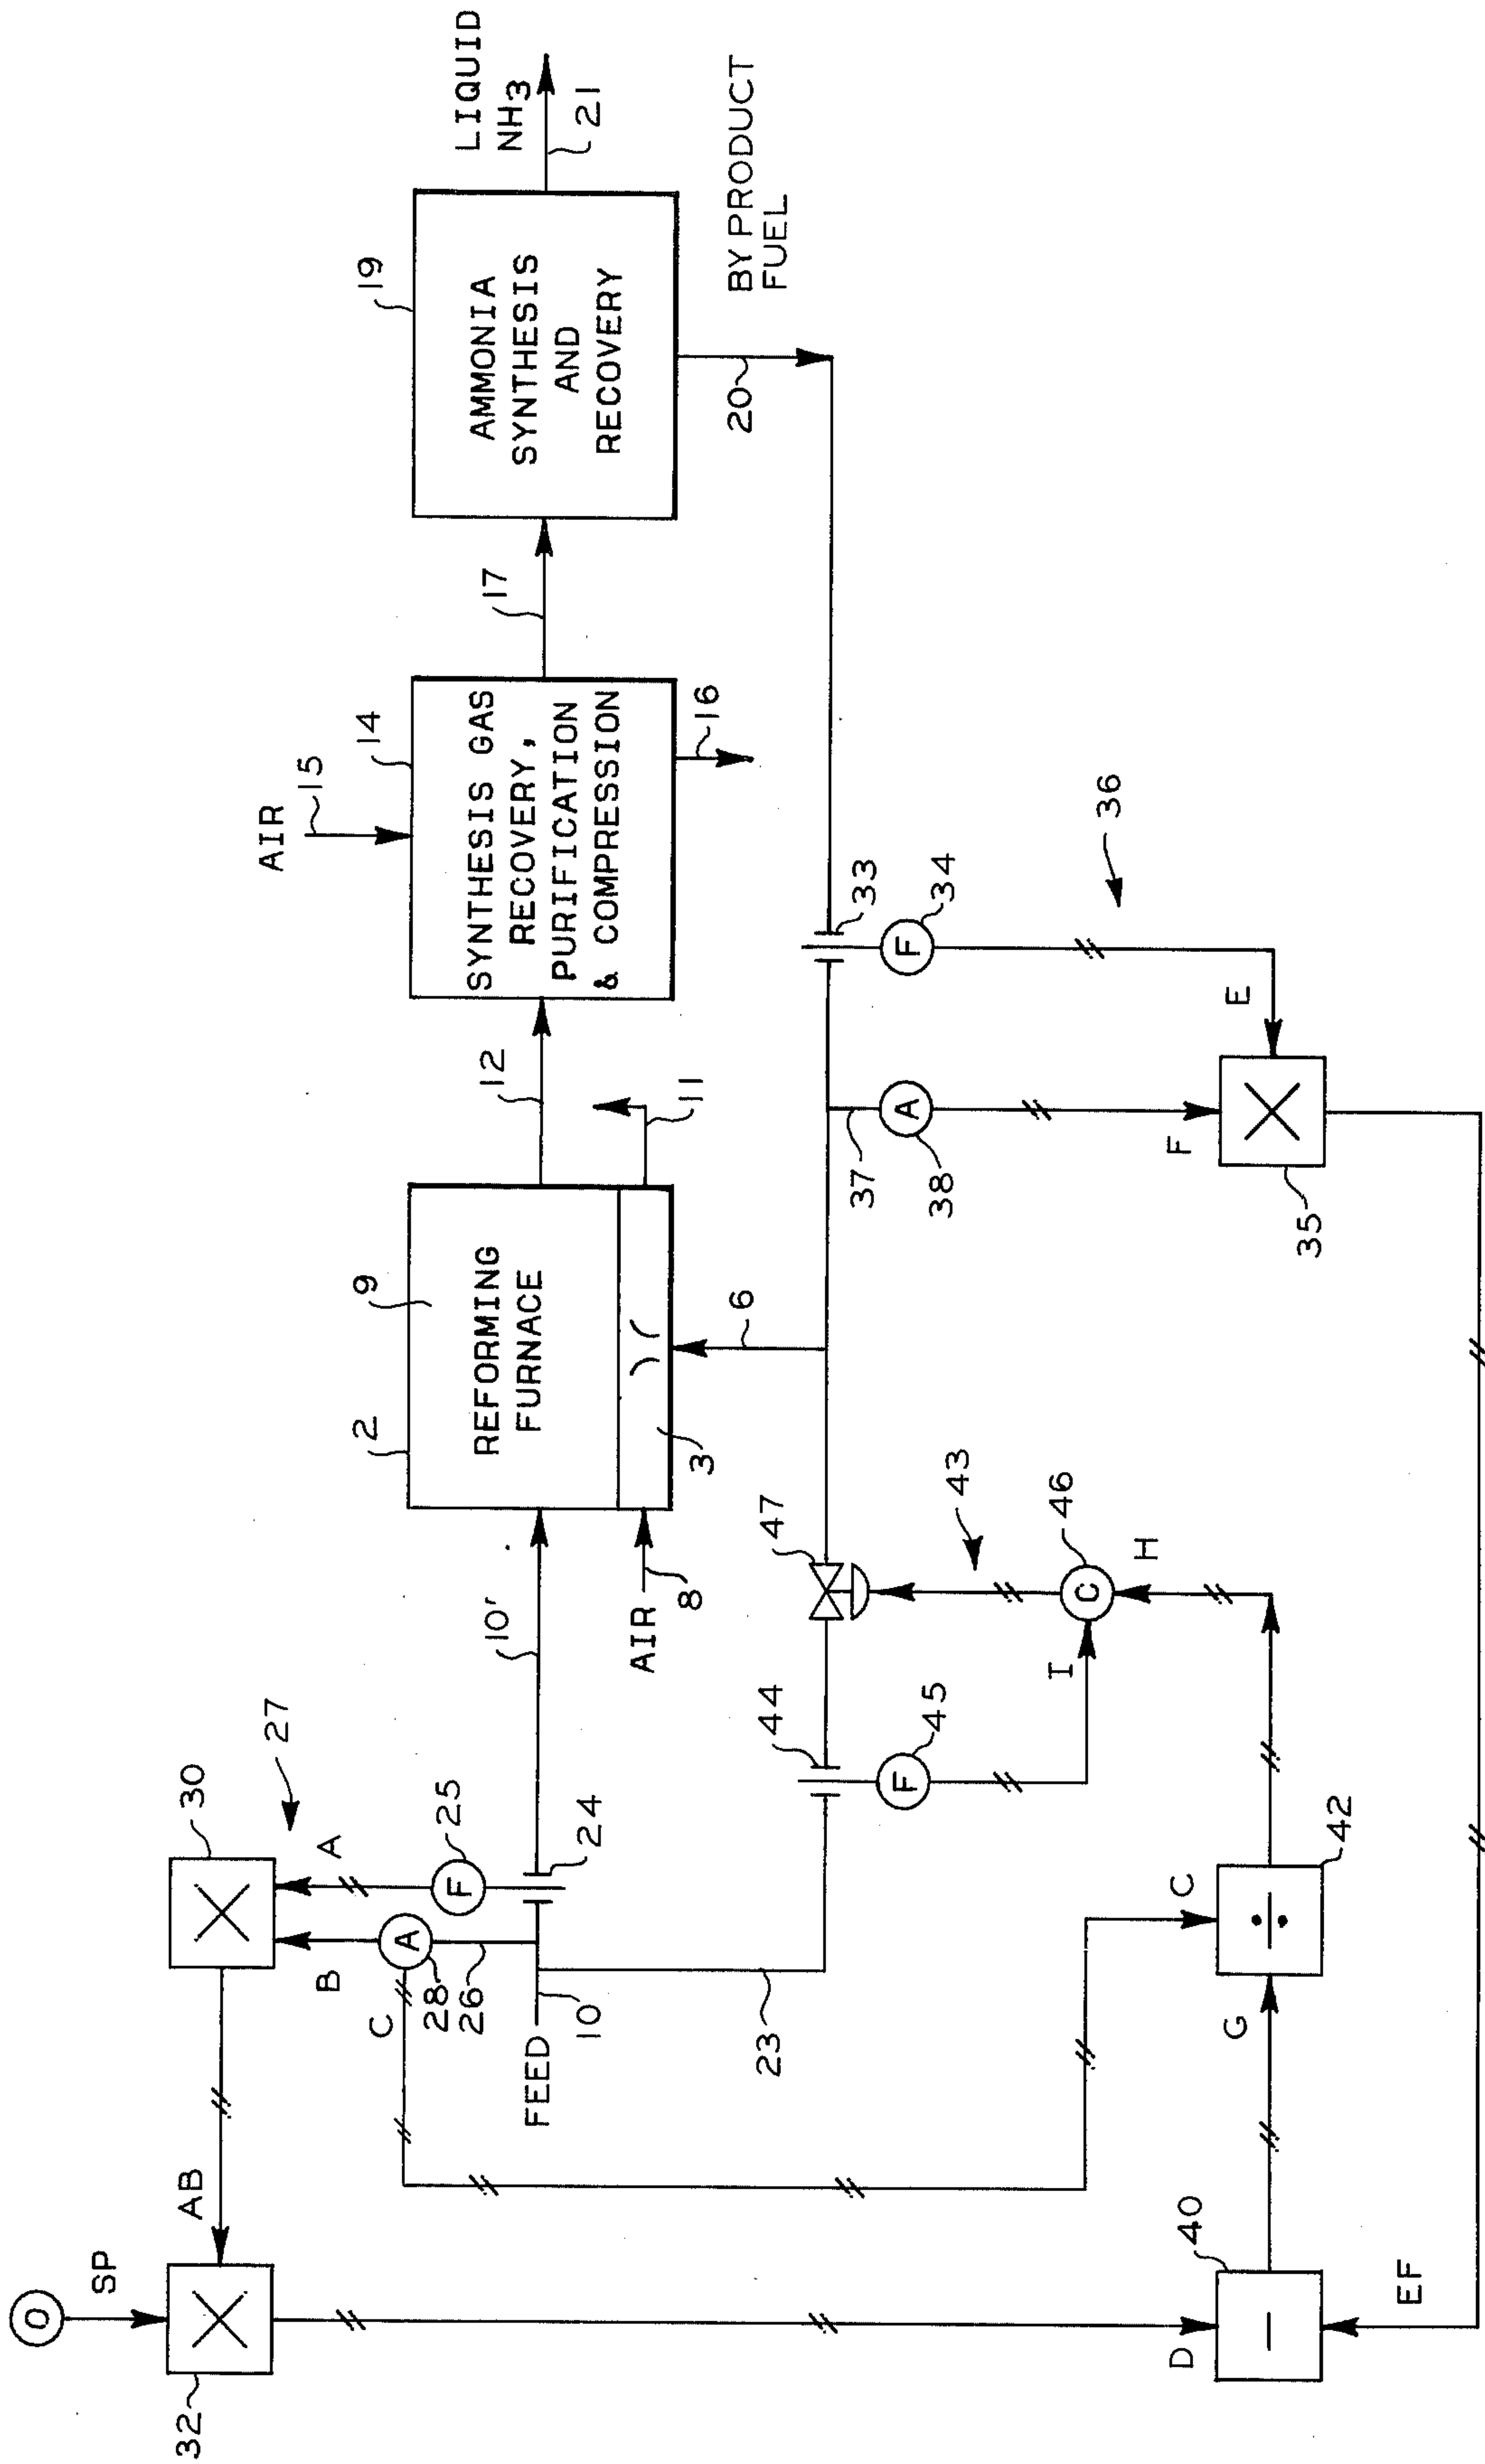 LIQUID
NH3
21
19
AMMONIA
SYNTHESIS
AND
RECOVERY
20
BY PRODUCT
FUEL
17
AIR
15
14
SYNTHESIS GAS
RECOVERY,
PURIFICATION
& COMPRESSION
16
12
11
2
9
REFORMING
FURNACE
3
6
AIR
8
10'
33
34
F
36
E
37
A
38
F
35
47
43
46
C
H
I
44
45
F
30
27
A
25
F
24
B
A
28
26
C
FEED
10
23
C
42
÷
G
AB
O
SP
32
D
40
−
EF